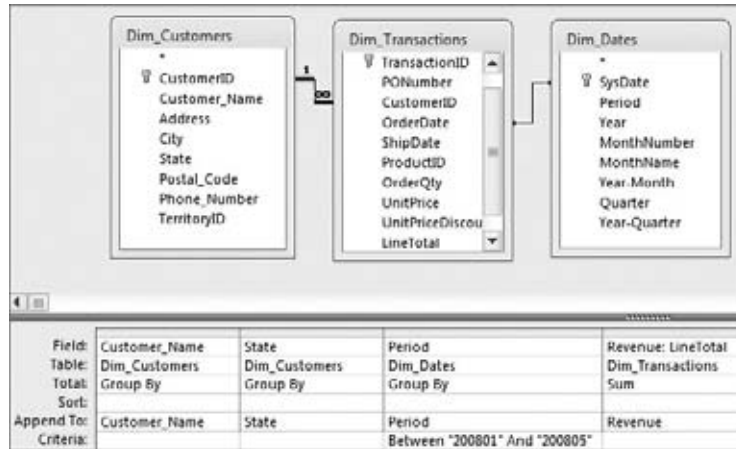 Dim_Customers
*
CustomerID
Customer_Name
Address
City
State
Postal_Code
Phone_Number
TerritoryID
1
∞
Dim_Transactions
TransactionID
PONumber
CustomerID
OrderDate
ShipDate
ProductID
OrderQty
UnitPrice
UnitPriceDiscou
LineTotal
Dim_Dates
*
SysDate
Period
Year
MonthNumber
MonthName
Year-Month
Quarter
Year-Quarter
Field: Customer_Name State Period Revenue: LineTotal
Table: Dim_Customers Dim_Customers Dim_Dates Dim_Transactions
Total: Group By Group By Group By Sum
Sort:
Append To: Customer_Name State Period Revenue
Criteria: Between "200801" And "200805"